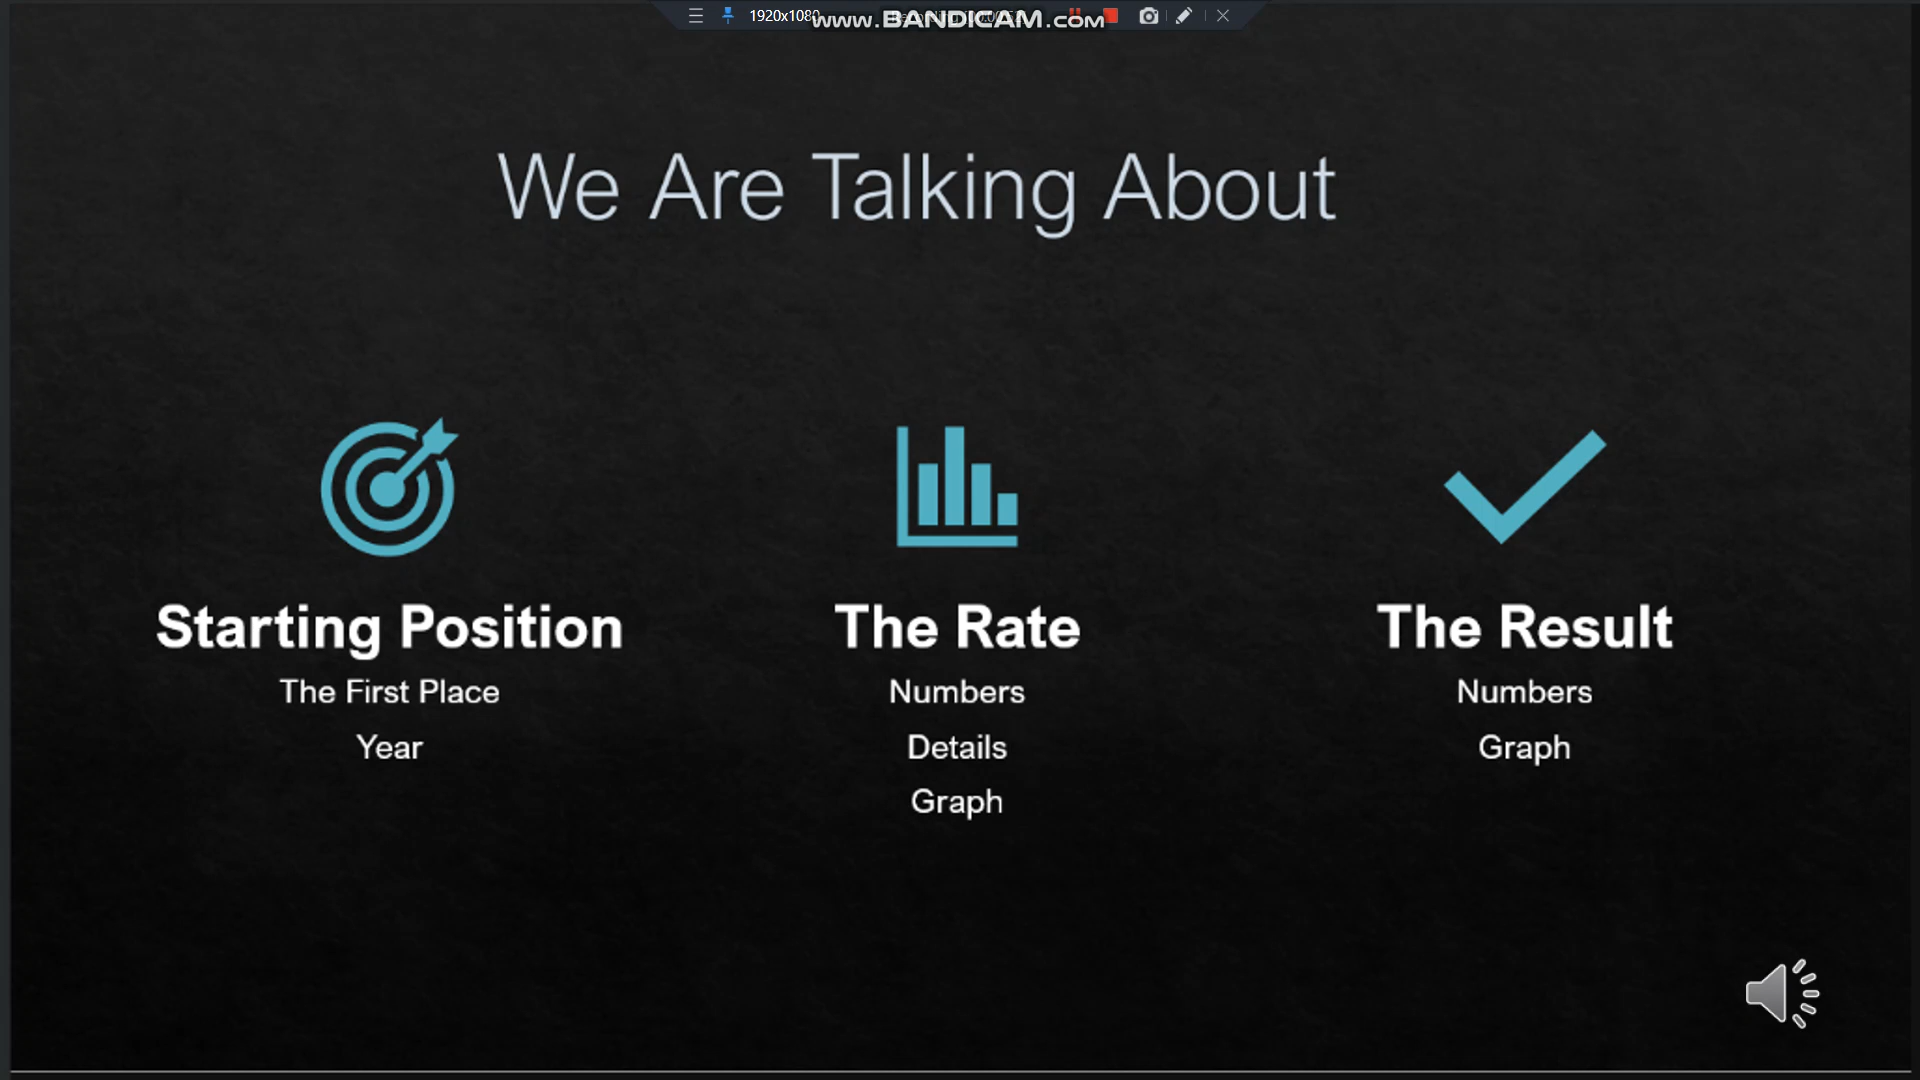 1920x1080
www.BANDICAM.com
We Are Talking About
Starting Position
The First Place
Year
The Rate
Numbers
Details
Graph
The Result
Numbers
Graph